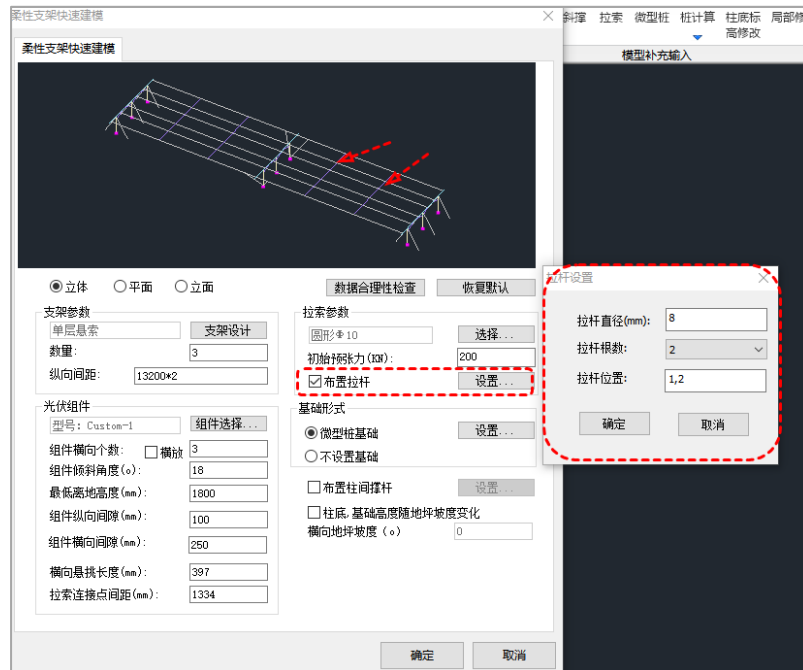 柔性支架快速建模
斜撑 拉索 微型桩 桩计算 柱底标高修改 局部修
模型补充输入
柔性支架快速建模
立体 平面 立面 数据合理性检查 恢复默认
支架参数
单层悬索 支架设计
数量: 3
纵向间距: 13200*2
拉索参数
圆形Φ10 选择...
初始预张力(KN): 200
布置拉杆 设置...
光伏组件
型号: Custom-1 组件选择...
组件横向个数: 横放 3
组件倾斜角度(o): 18
最低离地高度(mm): 1800
组件纵向间隙(mm): 100
组件横向间隙(mm): 250
横向悬挑长度(mm): 397
拉索连接点间距(mm): 1334
基础形式
微型桩基础 设置...
不设置基础
布置柱间撑杆 设置...
柱底,基础高度随地坪坡度变化
横向地坪坡度(o) 0
确定 取消
拉杆设置
拉杆直径(mm): 8
拉杆根数: 2
拉杆位置: 1,2
确定 取消